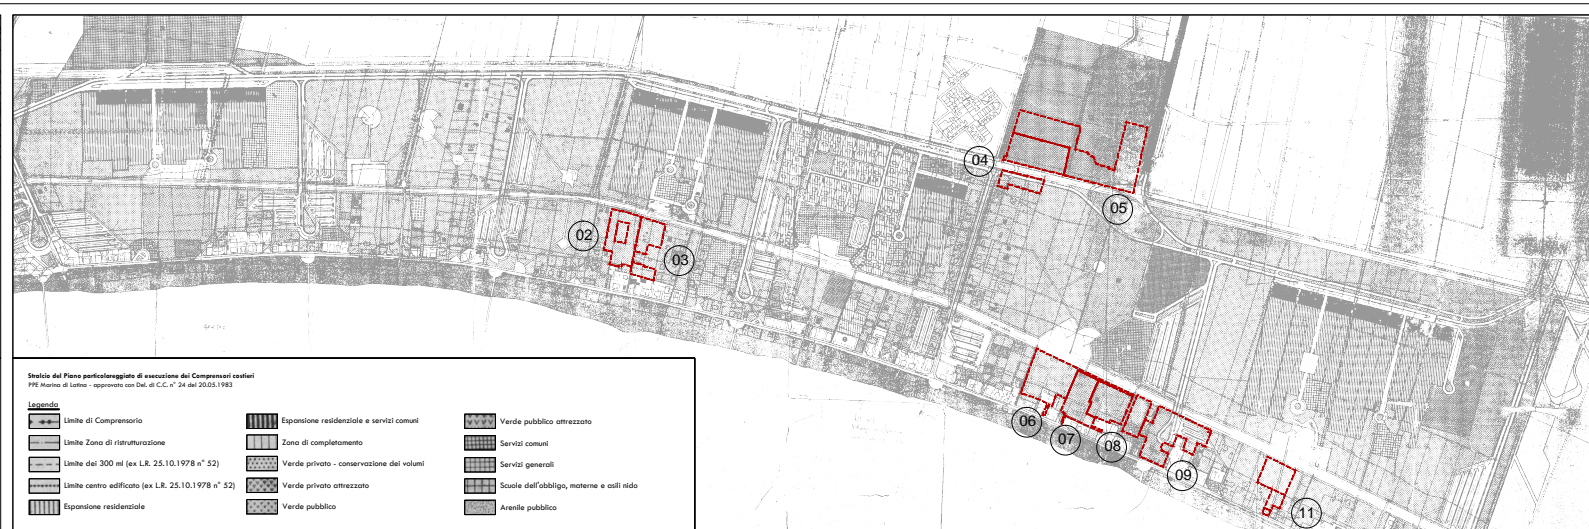 04
05
02
03
06
07
08
09
11
Stralcio del Piano particolareggiato di esecuzione dei Comprensori costieri
PPE Marina di Latina - approvato con Del. di C.C. n° 24 del 20.05.1983
Legenda
Limite di Comprensorio
Limite Zona di ristrutturazione
Limite dei 300 ml (ex L.R. 25.10.1978 n° 52)
Limite centro edificato (ex L.R. 25.10.1978 n° 52)
Espansione residenziale
Espansione residenziale e servizi comuni
Zona di completamento
Verde privato - conservazione dei volumi
Verde privato attrezzato
Verde pubblico
Verde pubblico attrezzato
Servizi comuni
Servizi generali
Scuole dell'obbligo, materne e asili nido
Arenile pubblico